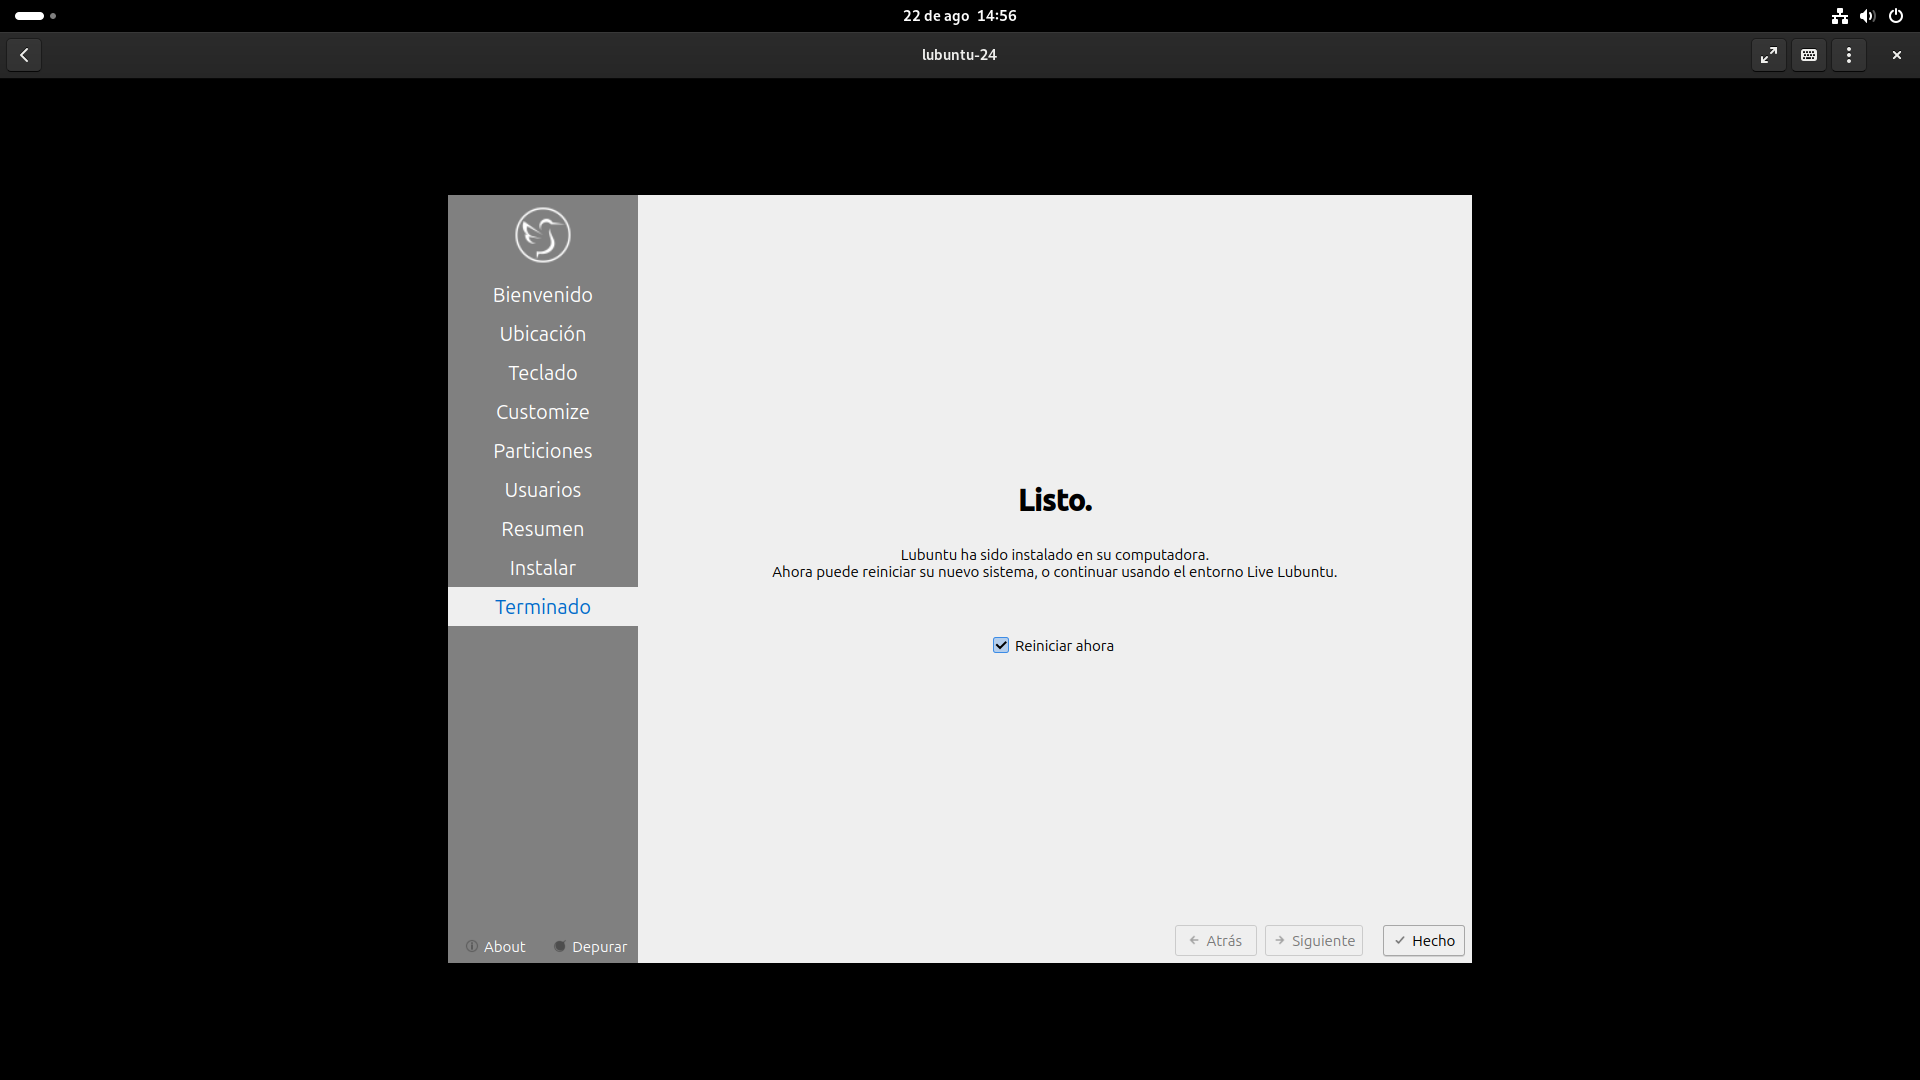 22 de ago 14:56
lubuntu-24
Bienvenido
Ubicación
Teclado
Customize
Particiones
Usuarios
Resumen
Instalar
Terminado
Listo.
Lubuntu ha sido instalado en su computadora.
Ahora puede reiniciar su nuevo sistema, o continuar usando el entorno Live Lubuntu.
Reiniciar ahora
About Depurar
Atrás Siguiente Hecho